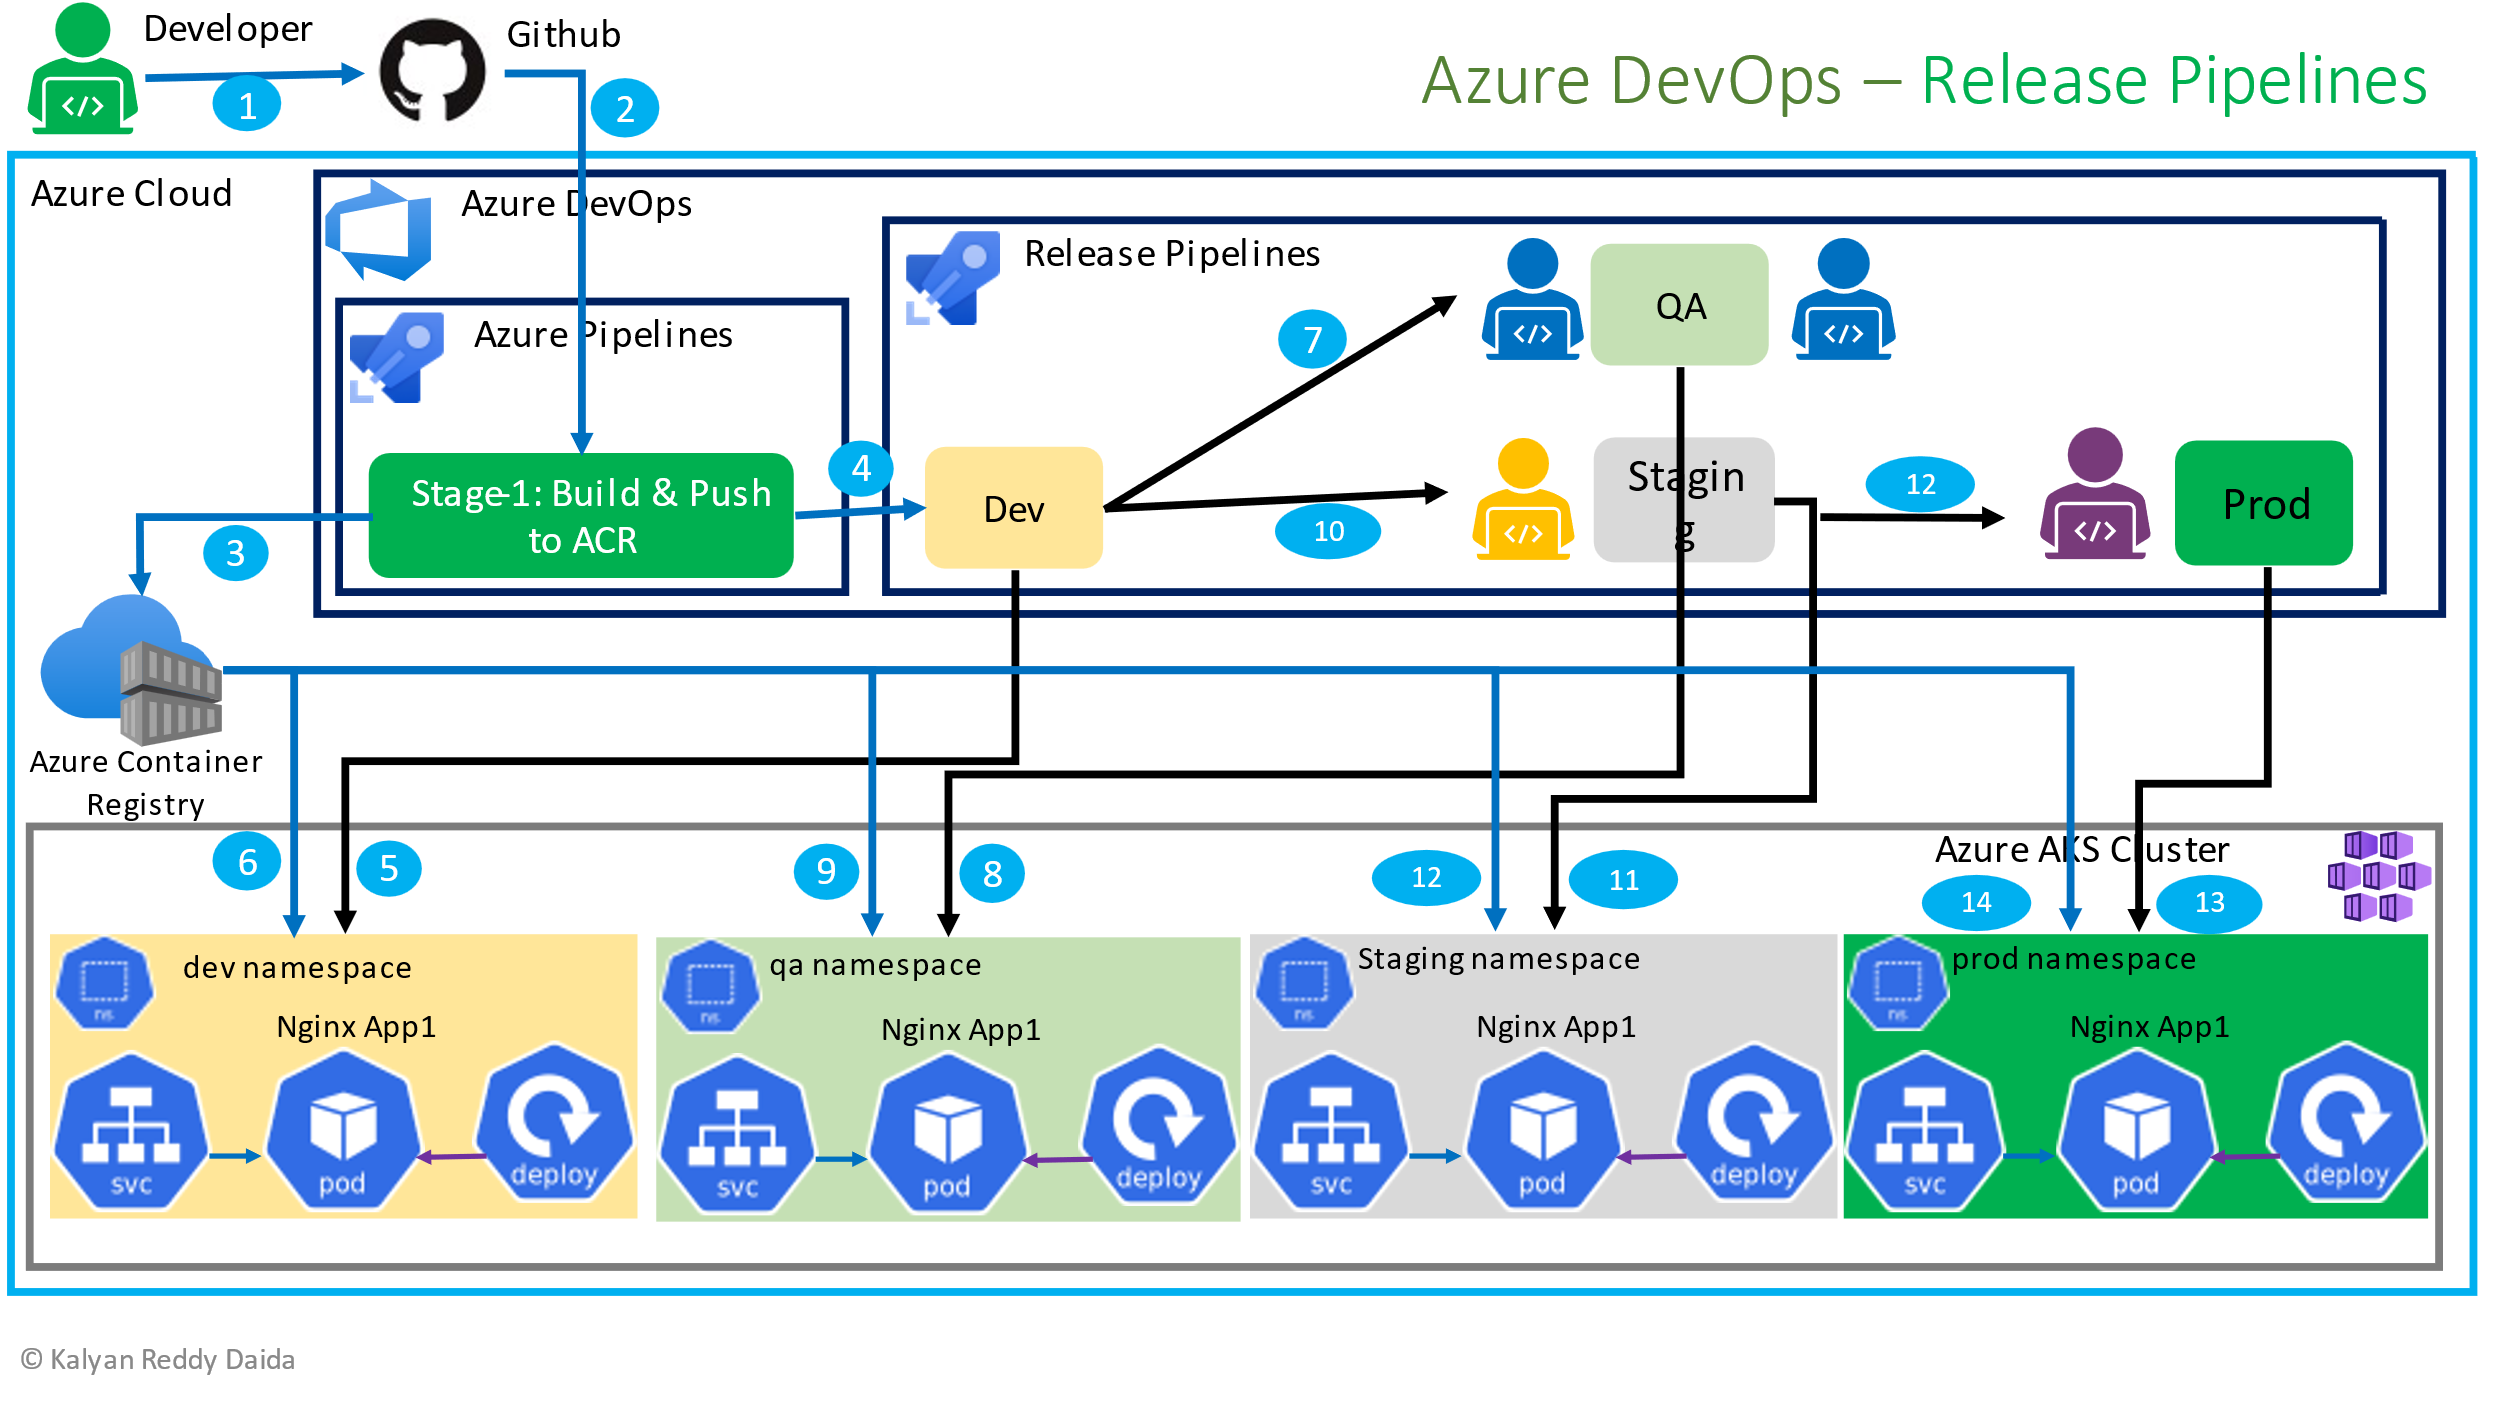 Developer
Github
Azure DevOps – Release Pipelines
1
2
Azure Cloud
Azure DevOps
Release Pipelines
Azure Pipelines
QA
7
4
Stage-1: Build & Push
to ACR
Dev
10
Stagin
g
12
Prod
3
Azure Container
Registry
6
5
9
8
12
11
Azure AKS Cluster
14
13
dev namespace
ns
Nginx App1
svc
pod
deploy
qa namespace
ns
Nginx App1
svc
pod
deploy
Staging namespace
ns
Nginx App1
svc
pod
deploy
prod namespace
ns
Nginx App1
svc
pod
deploy
© Kalyan Reddy Daida